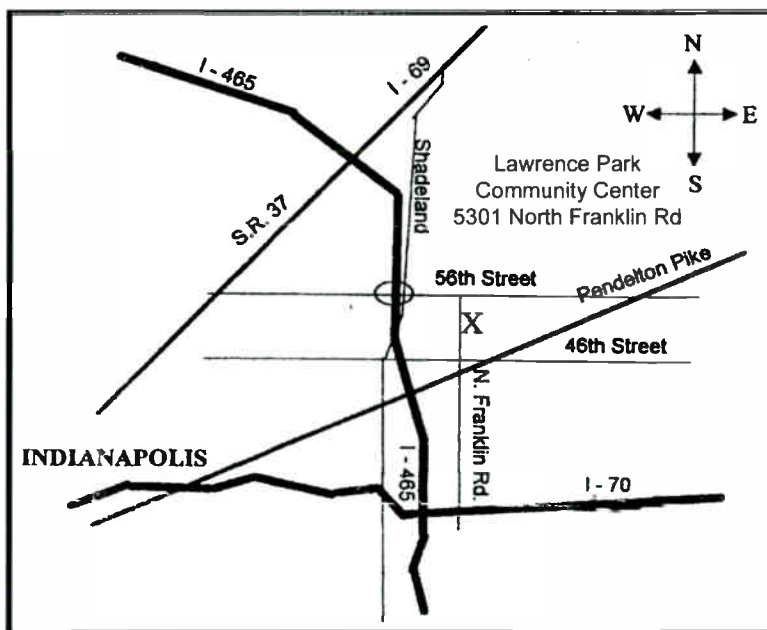 N
I - 465
I - 69
W E
S
Shadeland
Lawrence Park
Community Center
5301 North Franklin Rd
S.R. 37
56th Street
Pendelton Pike
X
46th Street
N. Franklin Rd.
INDIANAPOLIS
I - 465
I - 70